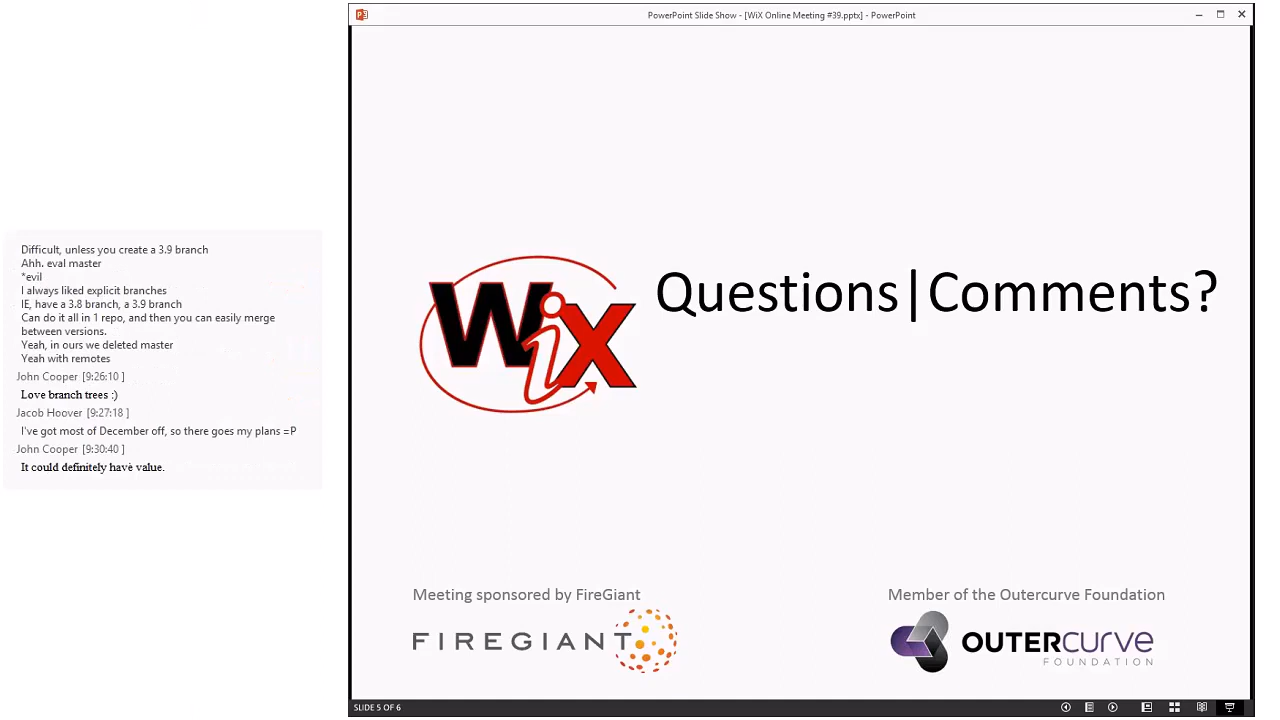 PowerPoint Slide Show - [WiX Online Meeting #39.pptx] - PowerPoint
Difficult, unless you create a 3.9 branch
Ahh. eval master
*evil
I always liked explicit branches
IE, have a 3.8 branch, a 3.9 branch
Can do it all in 1 repo, and then you can easily merge
between versions.
Yeah, in ours we deleted master
Yeah with remotes
John Cooper [9:26:10 ]
Love branch trees :)
Jacob Hoover [9:27:18 ]
I've got most of December off, so there goes my plans =P
John Cooper [9:30:40 ]
It could definitely have value.
WiX
Questions|Comments?
Meeting sponsored by FireGiant
FIREGIANT
Member of the Outercurve Foundation
OUTERCURVE
FOUNDATION
SLIDE 5 OF 6